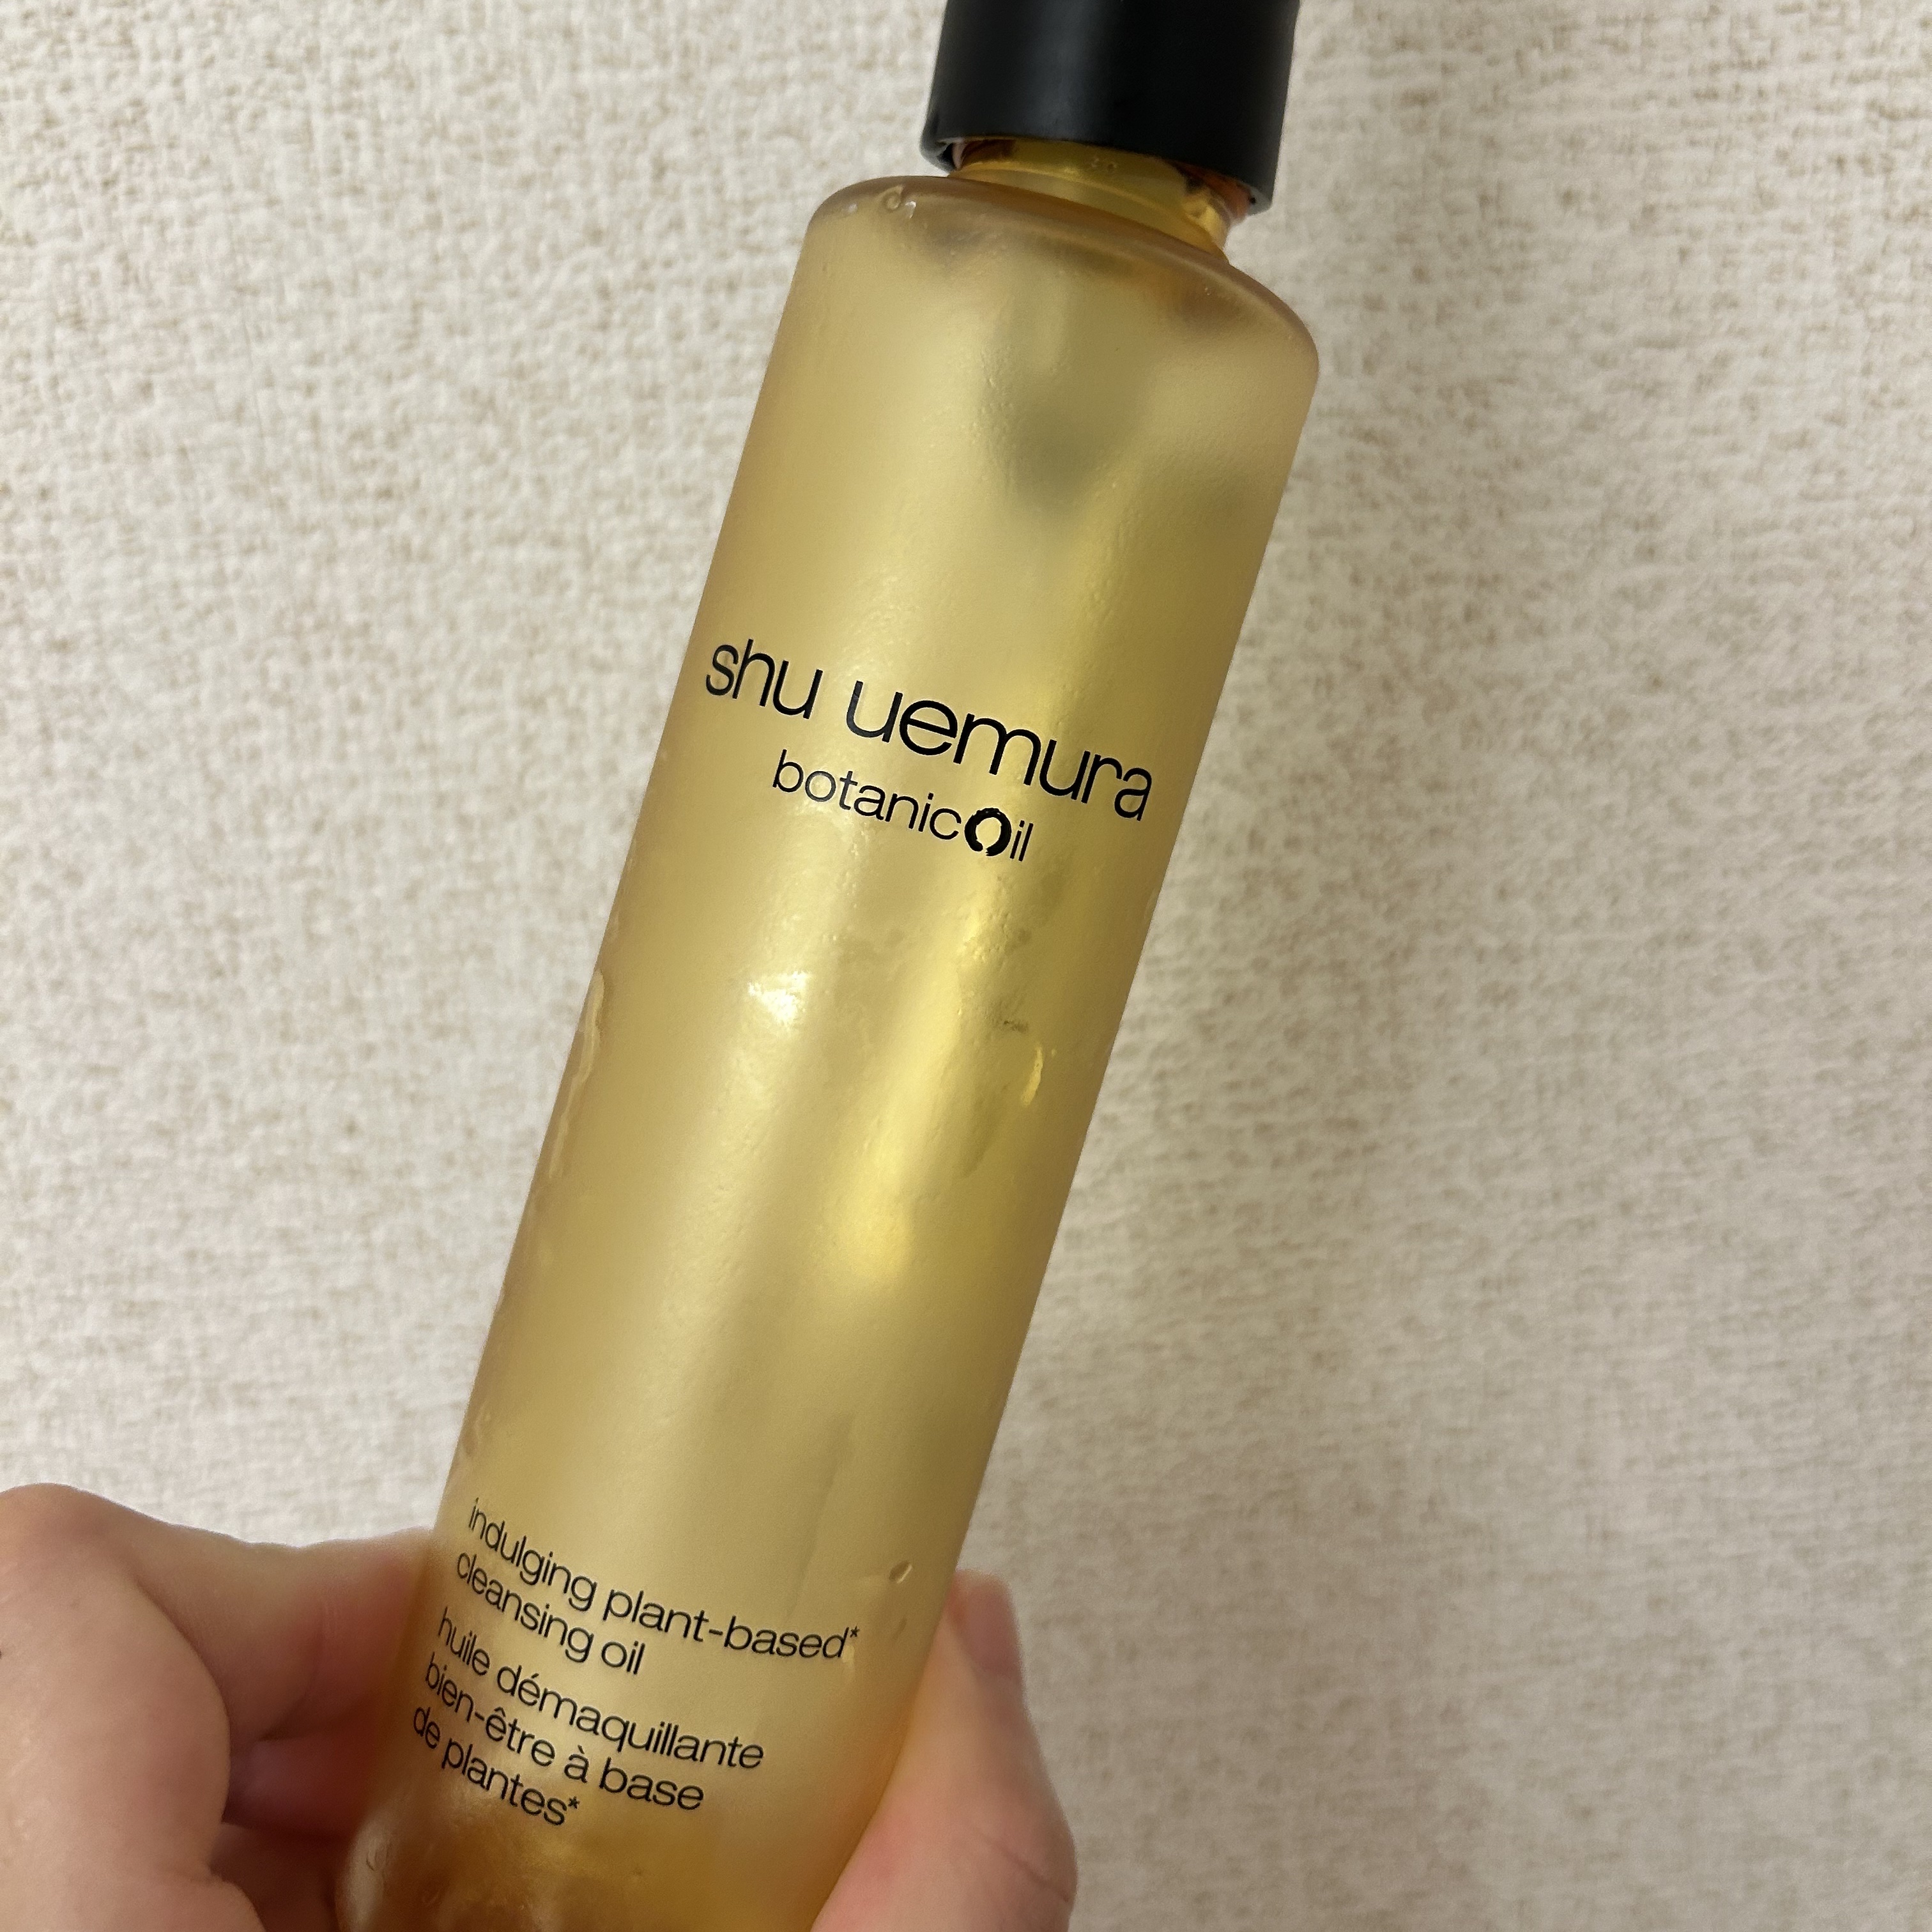 shu uemura
botanicOil
indulging plant-based*
cleansing oil
huile démaquillante
bien-être à base
de plantes*